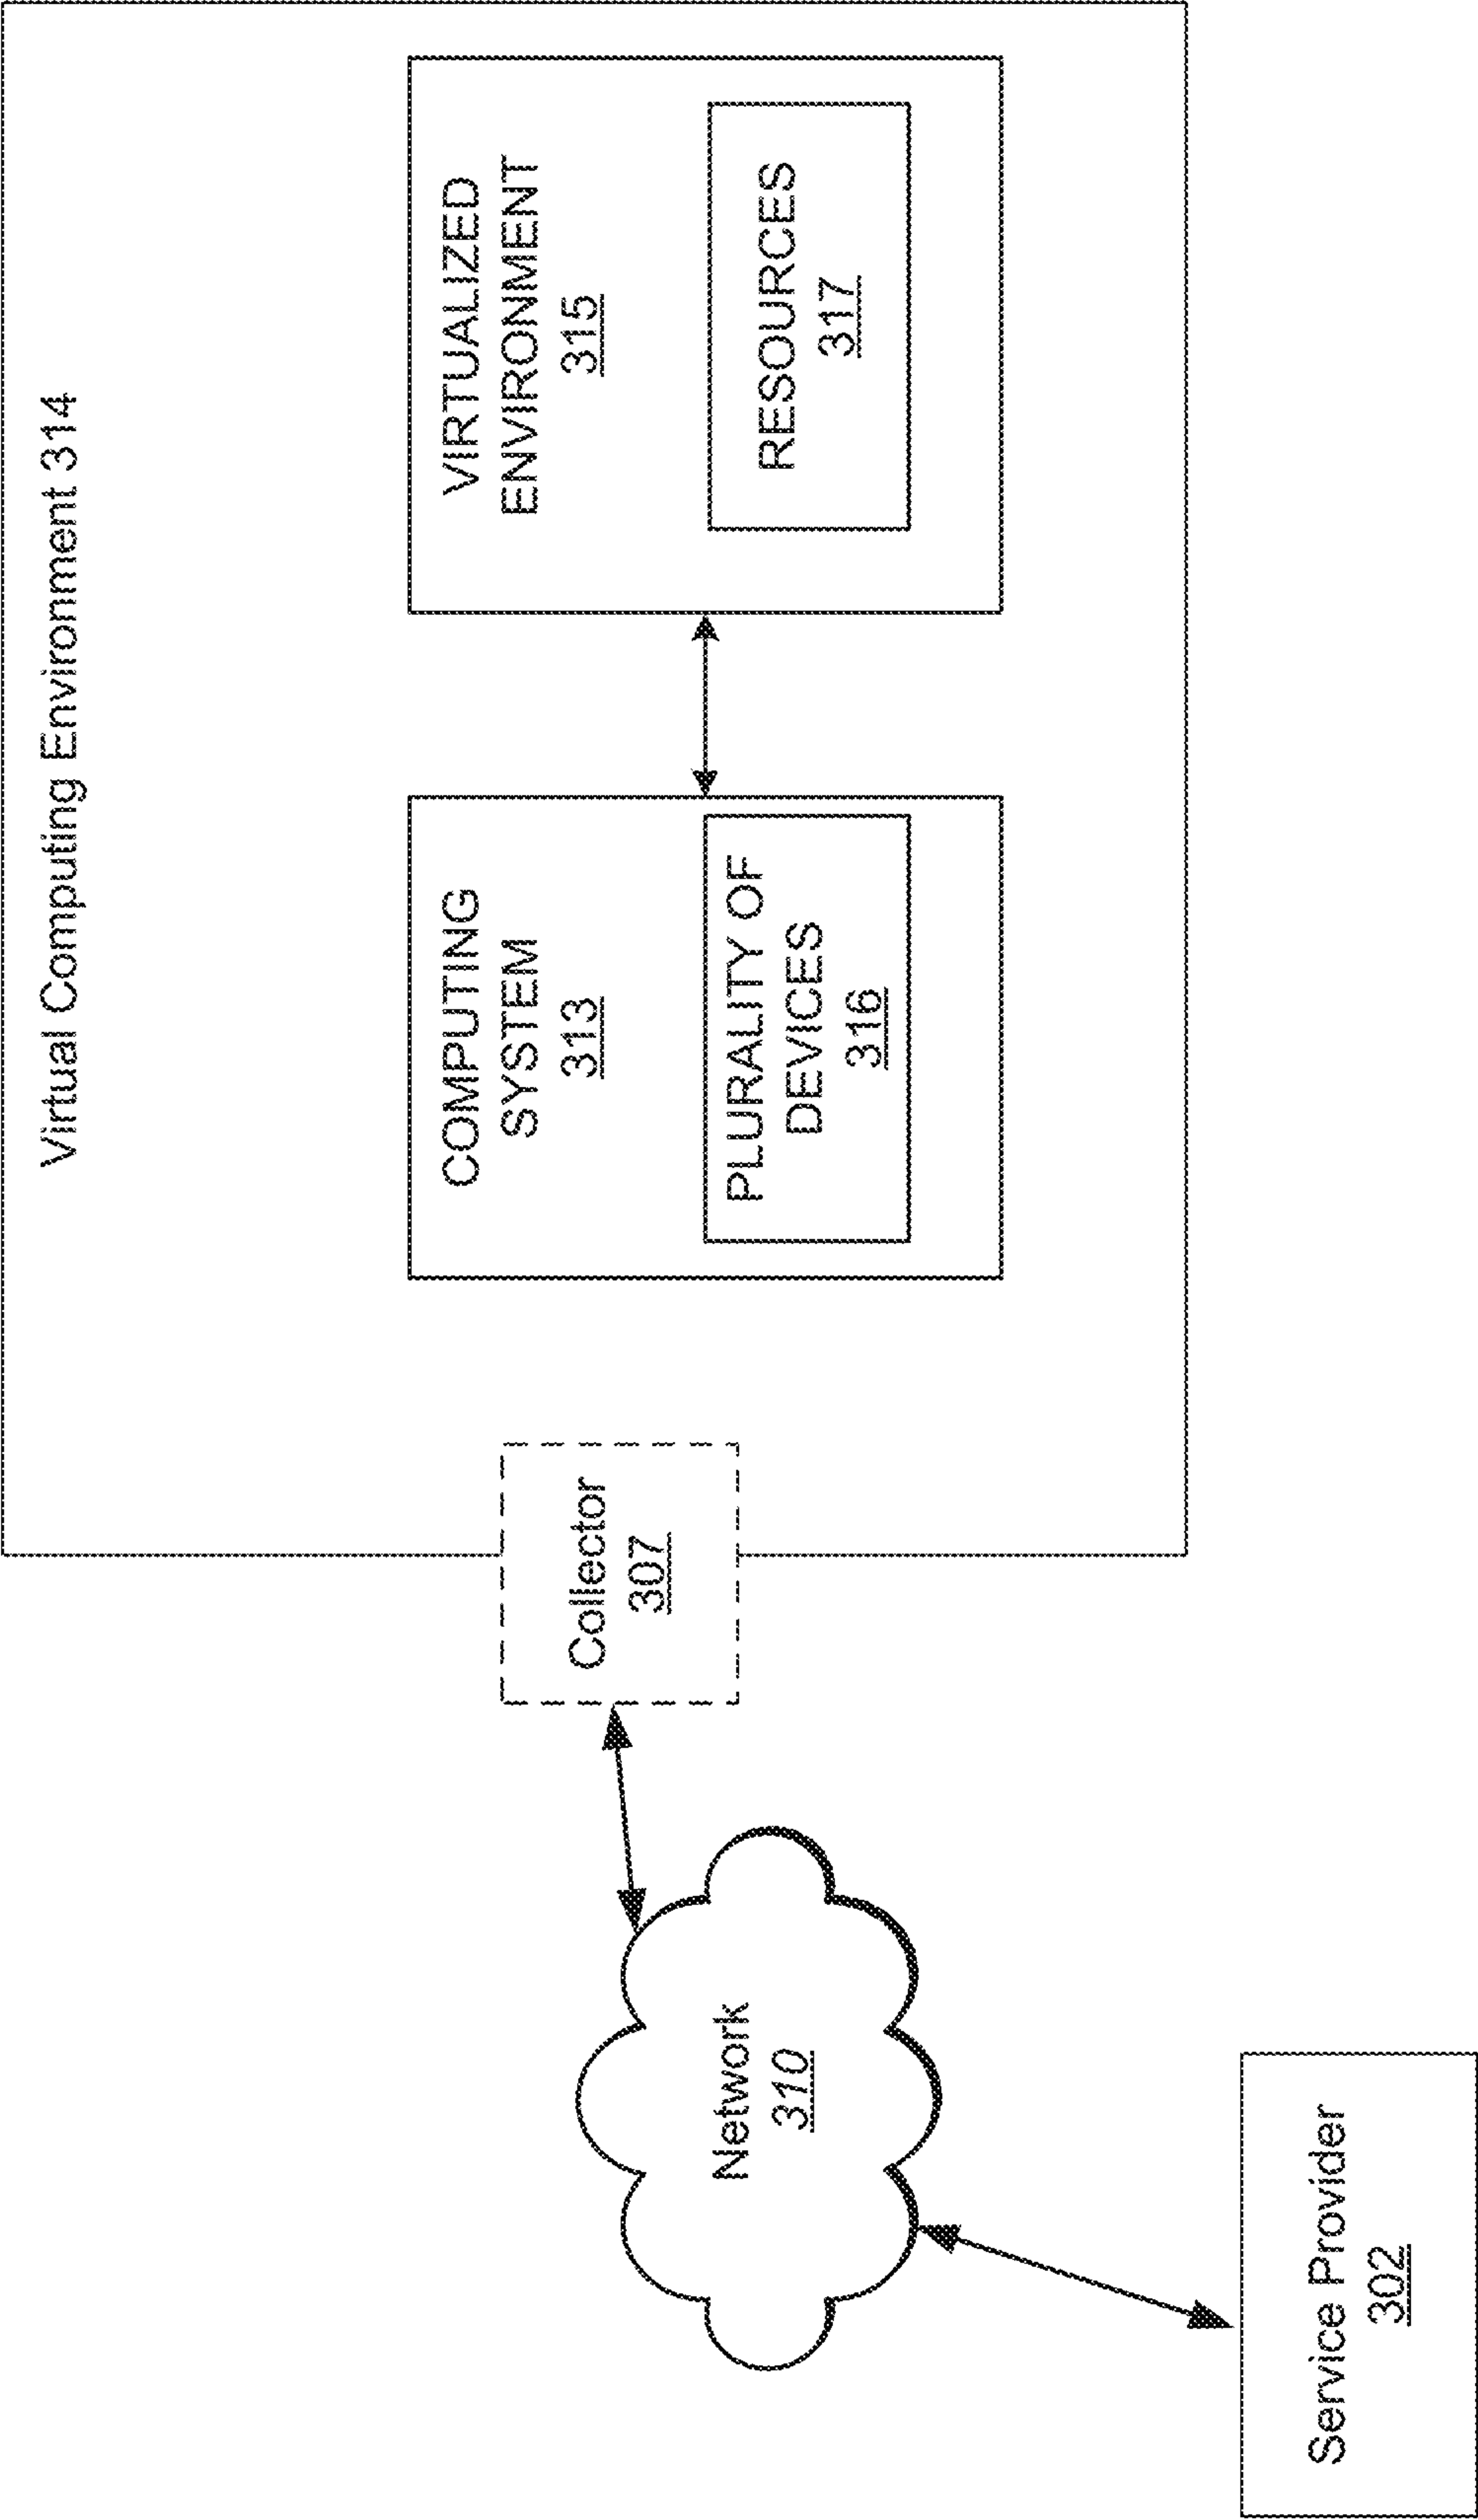 Virtual Computing Environment 314
COMPUTING
SYSTEM
313
PLURALITY OF
DEVICES
316
VIRTUALIZED
ENVIRONMENT
315
RESOURCES
317
Collector
307
Network
310
Service Provider
302